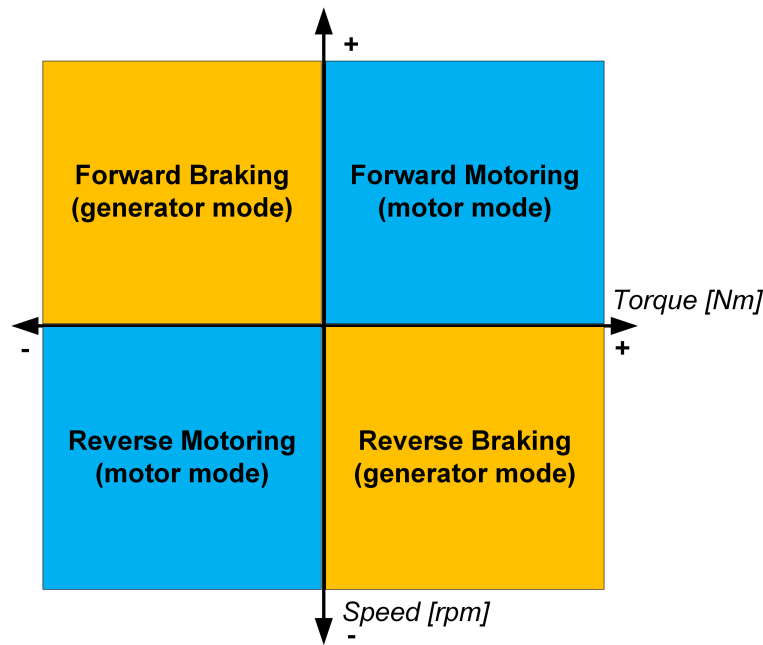 +
Forward Braking
(generator mode)
Forward Motoring
(motor mode)
Torque [Nm]
-
+
Reverse Motoring
(motor mode)
Reverse Braking
(generator mode)
Speed [rpm]
-